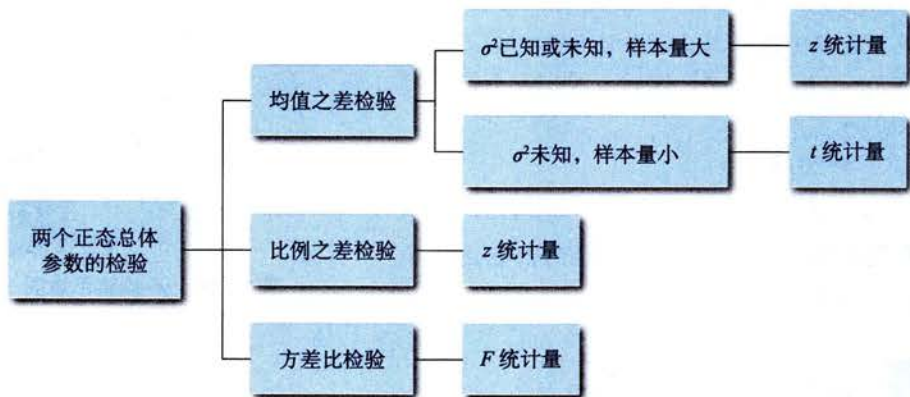 σ²已知或未知，样本量大
z 统计量
均值之差检验
σ²未知，样本量小
t 统计量
两个正态总体
参数的检验
比例之差检验
z 统计量
方差比检验
F 统计量